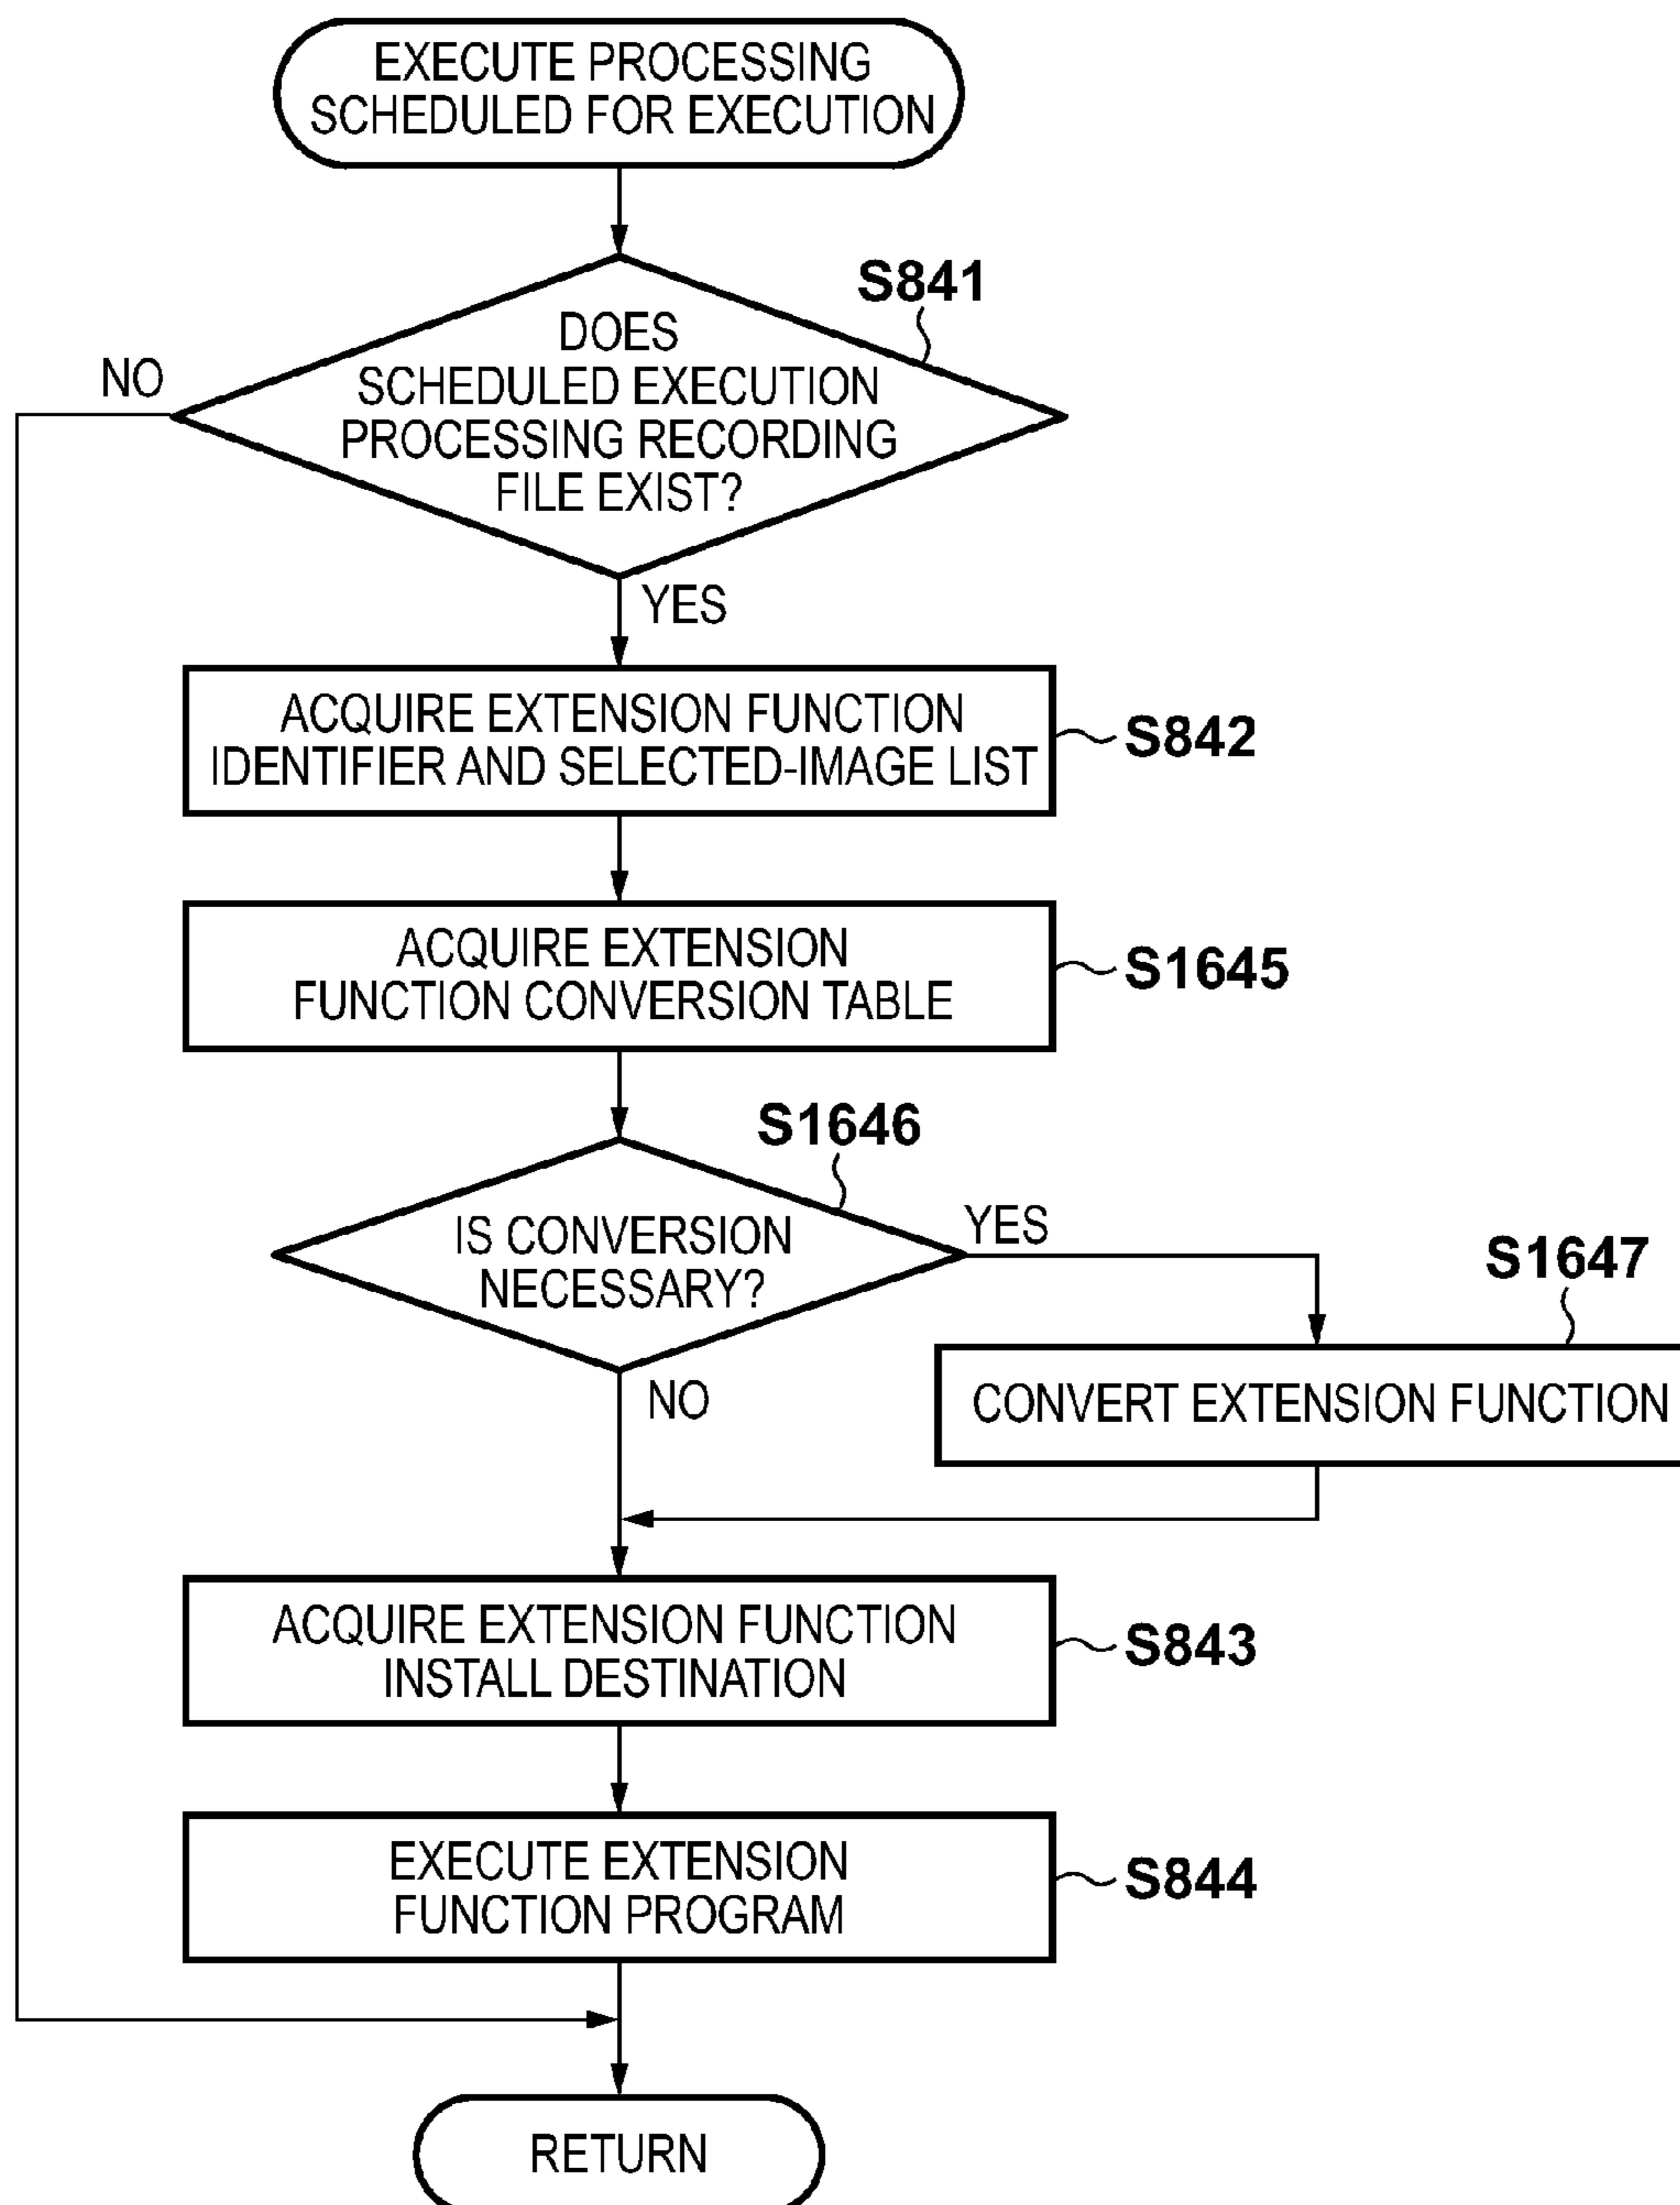 EXECUTE PROCESSING
SCHEDULED FOR EXECUTION
S841
DOES
SCHEDULED EXECUTION
PROCESSING RECORDING
FILE EXIST?
NO
YES
ACQUIRE EXTENSION FUNCTION
IDENTIFIER AND SELECTED-IMAGE LIST
S842
ACQUIRE EXTENSION
FUNCTION CONVERSION TABLE
S1645
S1646
IS CONVERSION
NECESSARY?
YES
NO
S1647
CONVERT EXTENSION FUNCTION
ACQUIRE EXTENSION FUNCTION
INSTALL DESTINATION
S843
EXECUTE EXTENSION
FUNCTION PROGRAM
S844
RETURN